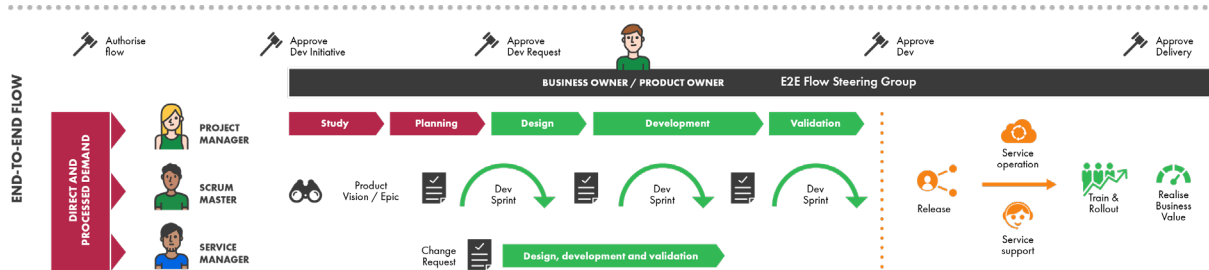 Authorise
flow
Approve
Dev Initiative
Approve
Dev Request
Approve
Dev
Approve
Delivery
END-TO-END FLOW
BUSINESS OWNER / PRODUCT OWNER
E2E Flow Steering Group
DIRECT AND
PROCESSED DEMAND
PROJECT
MANAGER
Study
Planning
Design
Development
Validation
SCRUM
MASTER
Product
Vision / Epic
Dev
Sprint
Dev
Sprint
Dev
Sprint
Release
Service
operation
Service
support
Train &
Rollout
Realise
Business
Value
SERVICE
MANAGER
Change
Request
Design, development and validation